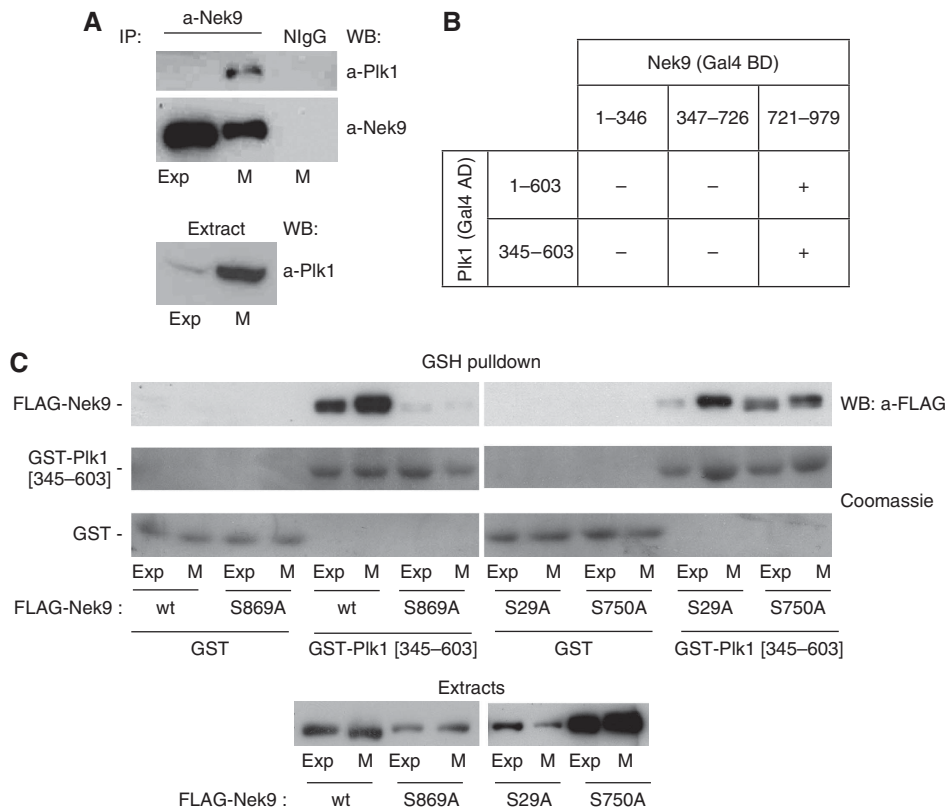 A
a-Nek9
IP: NIgG WB:
a-Plk1
a-Nek9
Exp M M
Extract WB:
a-Plk1
Exp M
B
Nek9 (Gal4 BD)
1–346 347–726 721–979
Plk1 (Gal4 AD)
1–603 – – +
345–603 – – +
C
GSH pulldown
FLAG-Nek9 - WB: a-FLAG
GST-Plk1 -
[345–603]
Coomassie
GST -
Exp M Exp M Exp M Exp M Exp M Exp M Exp M Exp M
FLAG-Nek9 : wt S869A wt S869A S29A S750A S29A S750A
GST GST-Plk1 [345–603] GST GST-Plk1 [345–603]
Extracts
Exp M Exp M Exp M Exp M
FLAG-Nek9 : wt S869A S29A S750A